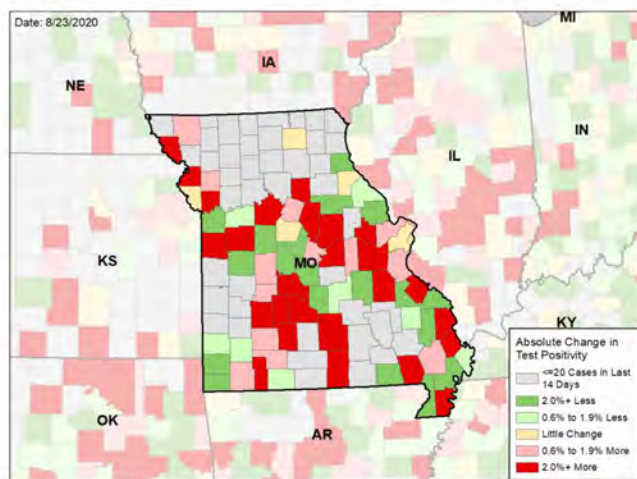 Date: 8/23/2020
MI
IA
NE
IL
IN
KS
MO
KY
OK
AR
Absolute Change in
Test Positivity
<=20 Cases in Last
14 Days
2.0%+ Less
0.6% to 1.9% Less
Little Change
0.6% to 1.9% More
2.0%+ More